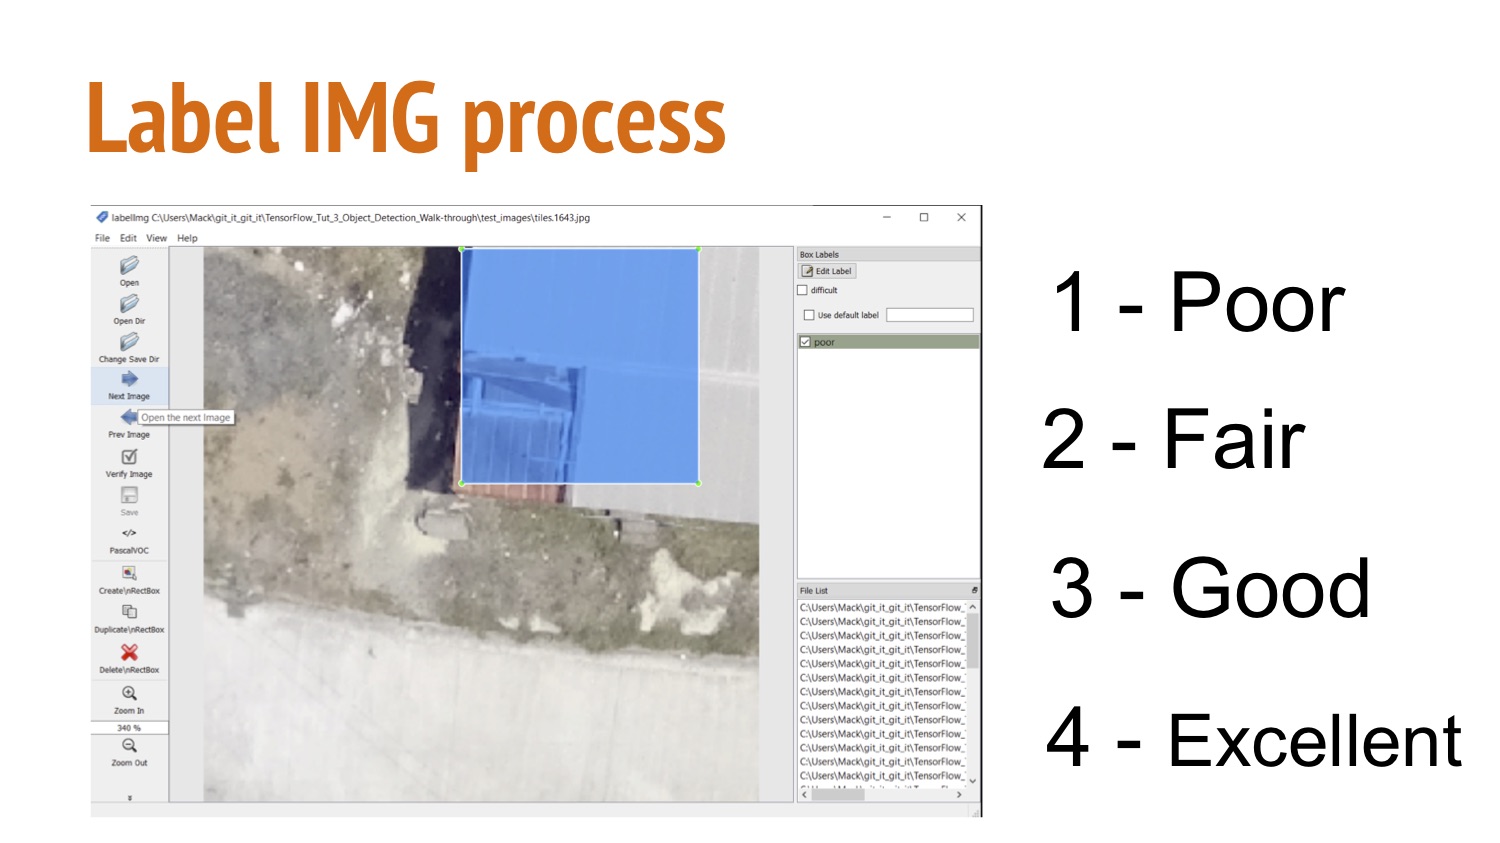 Label IMG process
labelImg C:\Users\Mack\git_it_git_it\TensorFlow_Tut_3_Object_Detection_Walk-through\test_images\tiles.1643.jpg
File Edit View Help
Open
Open Dir
Change Save Dir
Next Image
Open the next Image
Prev Image
Verify Image
Save
</>
PascalVOC
Create\nRectBox
Duplicate\nRectBox
Delete\nRectBox
Zoom In
340 %
Zoom Out
Box Labels
Edit Label
difficult
Use default label
poor
File List
C:\Users\Mack\git_it_git_it\TensorFlow_
C:\Users\Mack\git_it_git_it\TensorFlow_
C:\Users\Mack\git_it_git_it\TensorFlow_
C:\Users\Mack\git_it_git_it\TensorFlow_
C:\Users\Mack\git_it_git_it\TensorFlow_
C:\Users\Mack\git_it_git_it\TensorFlow_
C:\Users\Mack\git_it_git_it\TensorFlow_
C:\Users\Mack\git_it_git_it\TensorFlow_
C:\Users\Mack\git_it_git_it\TensorFlow_
C:\Users\Mack\git_it_git_it\TensorFlow_
C:\Users\Mack\git_it_git_it\TensorFlow_
C:\Users\Mack\git_it_git_it\TensorFlow_
C:\Users\Mack\git_it_git_it\TensorFlow_
1 - Poor
2 - Fair
3 - Good
4 - Excellent